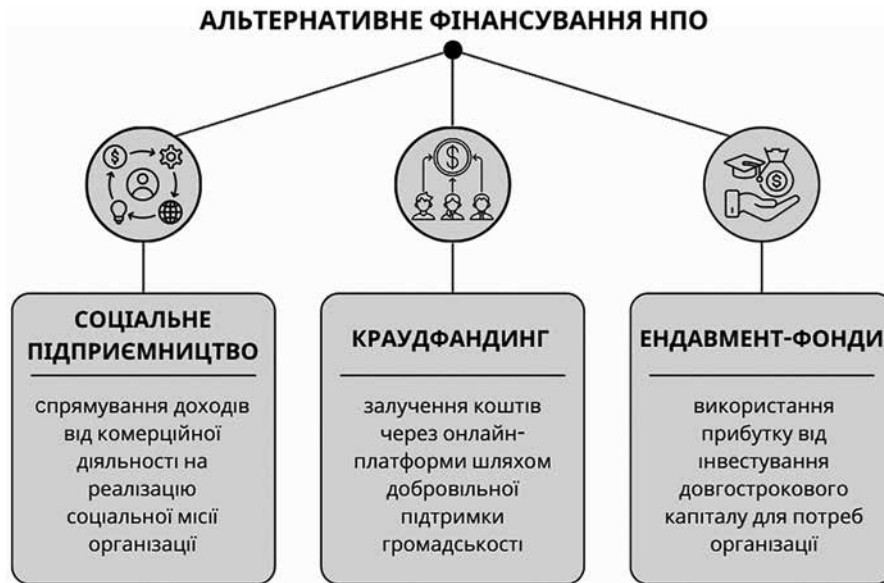 АЛЬТЕРНАТИВНЕ ФІНАНСУВАННЯ НПО
СОЦІАЛЬНЕ
ПІДПРИЄМНИЦТВО
спрямування доходів
від комерційної
діяльності на
реалізацію
соціальної місії
організації
КРАУДФАНДИНГ
залучення коштів
через онлайн-
платформи шляхом
добровільної
підтримки
громадськості
ЕНДАВМЕНТ-ФОНДИ
використання
прибутку від
інвестування
довгострокового
капіталу для потреб
організації